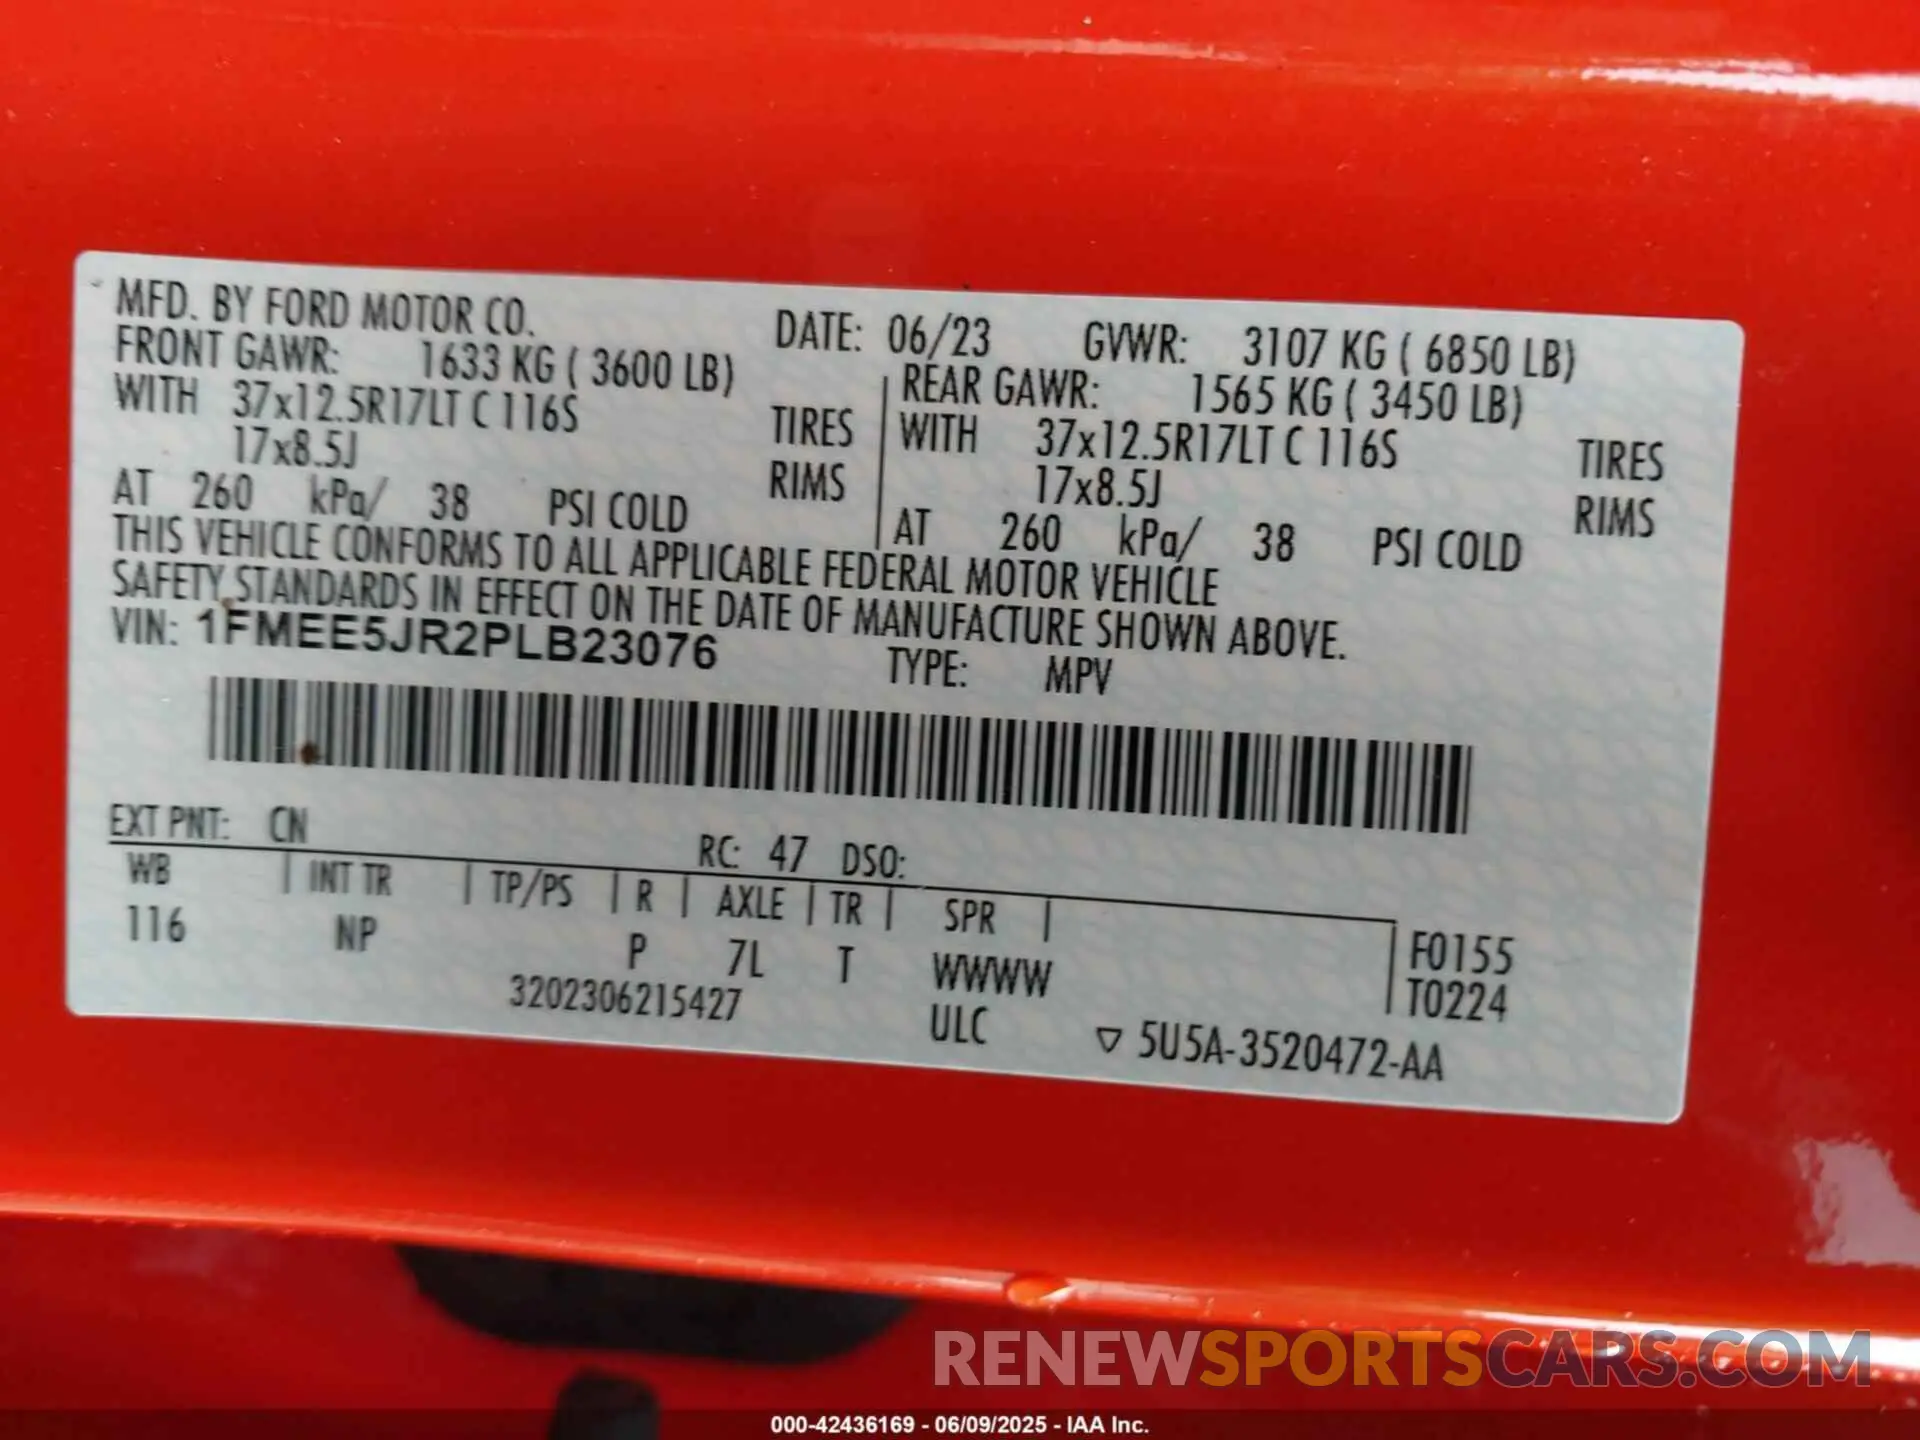 MFD. BY FORD MOTOR CO. DATE: 06/23 GVWR: 3107 KG ( 6850 LB)
FRONT GAWR: 1633 KG ( 3600 LB) REAR GAWR: 1565 KG ( 3450 LB)
WITH 37x12.5R17LT C 116S TIRES WITH 37x12.5R17LT C 116S TIRES
17x8.5J RIMS 17x8.5J RIMS
AT 260 kPa/ 38 PSI COLD AT 260 kPa/ 38 PSI COLD
THIS VEHICLE CONFORMS TO ALL APPLICABLE FEDERAL MOTOR VEHICLE
SAFETY STANDARDS IN EFFECT ON THE DATE OF MANUFACTURE SHOWN ABOVE.
VIN: 1FMEE5JR2PLB23076 TYPE: MPV
EXT PNT: CN RC: 47 DSO:
WB | INT TR | TP/PS | R | AXLE | TR | SPR |
116 NP P 7L T WWWW F0155
3202306215427 ULC T0224
▽ 5U5A-3520472-AA
RENEWSPORTSCARS.COM
000-42436169 - 06/09/2025 - IAA Inc.